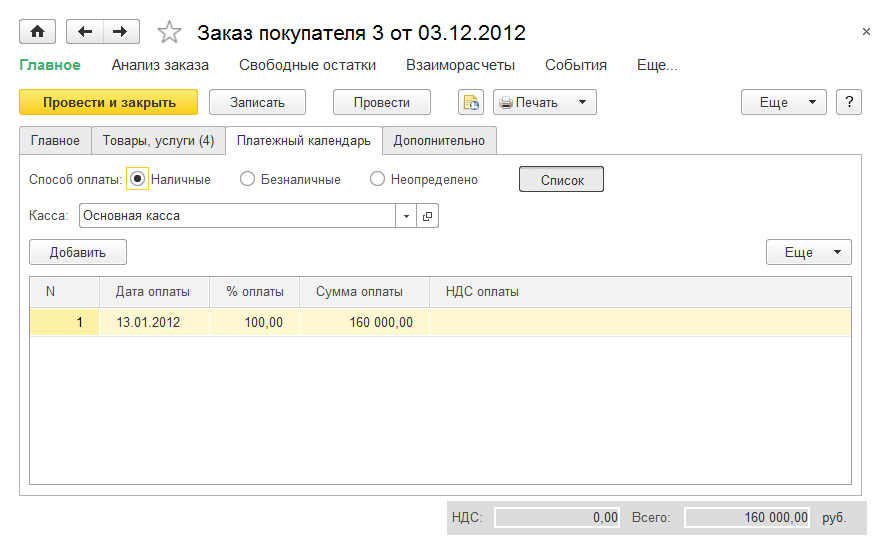 Заказ покупателя 3 от 03.12.2012
Главное Анализ заказа Свободные остатки Взаиморасчеты События Еще...
Провести и закрыть Записать Провести Печать Еще ?
Главное Товары, услуги (4) Платежный календарь Дополнительно
Способ оплаты: Наличные Безналичные Неопределено Список
Касса: Основная касса
Добавить Еще
N Дата оплаты % оплаты Сумма оплаты НДС оплаты
1 13.01.2012 100,00 160 000,00
НДС: 0,00 Всего: 160 000,00 руб.